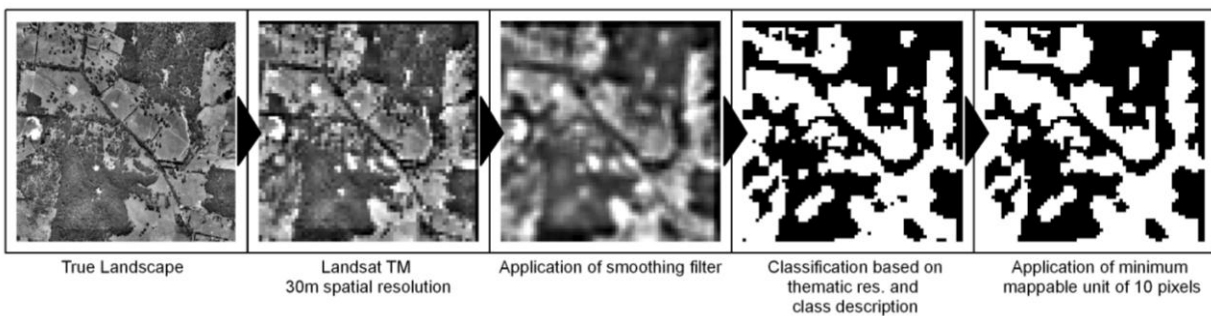 True Landscape
Landsat TM
30m spatial resolution
Application of smoothing filter
Classification based on
thematic res. and
class description
Application of minimum
mappable unit of 10 pixels